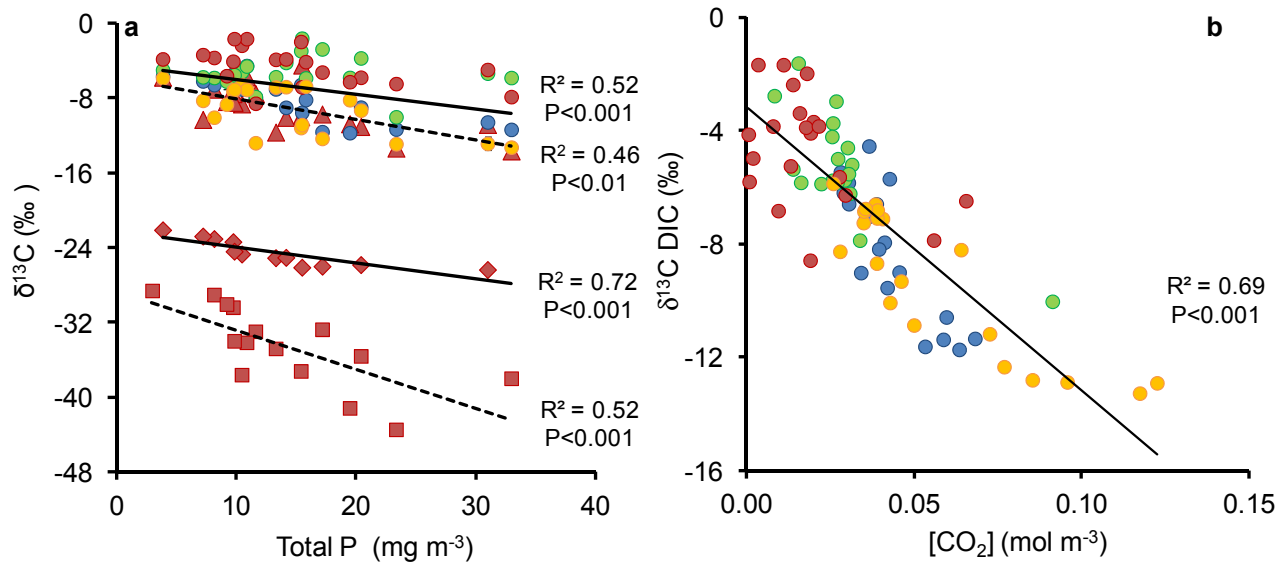 a
0
-8
-16
-24
-32
-40
-48
δ¹³C (‰)
R² = 0.52
P<0.001
R² = 0.46
P<0.01
R² = 0.72
P<0.001
R² = 0.52
P<0.001
0 10 20 30 40
Total P (mg m⁻³)
b
0
-4
-8
-12
-16
δ¹³C DIC (‰)
R² = 0.69
P<0.001
0.00 0.05 0.10 0.15
[CO₂] (mol m⁻³)